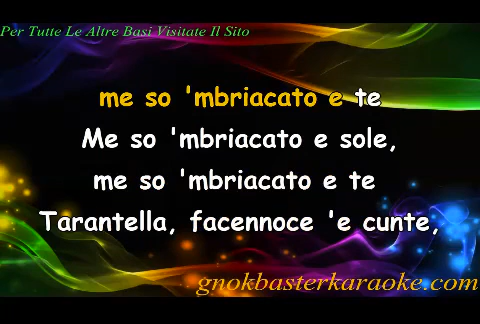 Per Tutte Le Altre Basi Visitate Il Sito
me so 'mbriacato e te
Me so 'mbriacato e sole,
me so 'mbriacato e te
Tarantella, facennoce 'e cunte,
gnokbasterkaraoke.com